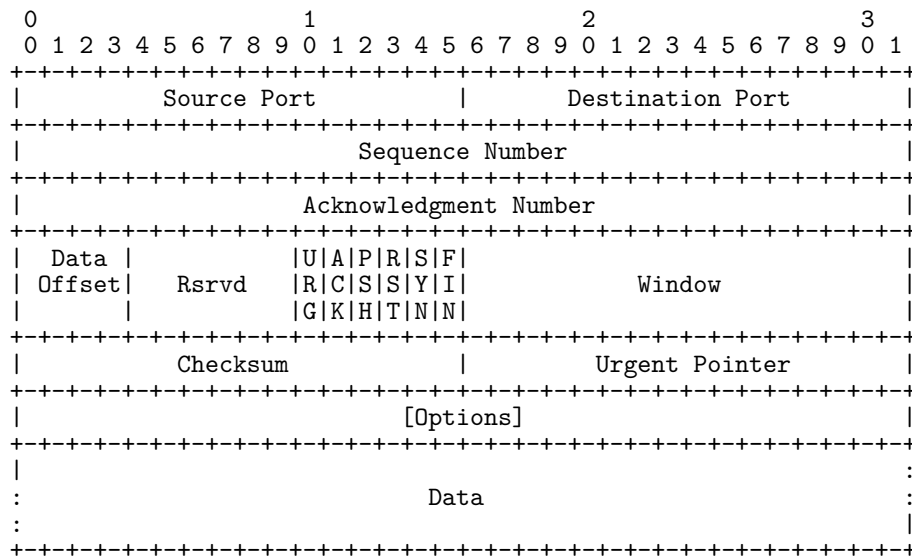 0                   1                   2                   3
 0 1 2 3 4 5 6 7 8 9 0 1 2 3 4 5 6 7 8 9 0 1 2 3 4 5 6 7 8 9 0 1
+-+-+-+-+-+-+-+-+-+-+-+-+-+-+-+-+-+-+-+-+-+-+-+-+-+-+-+-+-+-+-+-+
|          Source Port          |       Destination Port        |
+-+-+-+-+-+-+-+-+-+-+-+-+-+-+-+-+-+-+-+-+-+-+-+-+-+-+-+-+-+-+-+-+
|                        Sequence Number                        |
+-+-+-+-+-+-+-+-+-+-+-+-+-+-+-+-+-+-+-+-+-+-+-+-+-+-+-+-+-+-+-+-+
|                    Acknowledgment Number                      |
+-+-+-+-+-+-+-+-+-+-+-+-+-+-+-+-+-+-+-+-+-+-+-+-+-+-+-+-+-+-+-+-+
|  Data |           |U|A|P|R|S|F|                               |
| Offset|   Rsrvd   |R|C|S|S|Y|I|            Window             |
|       |           |G|K|H|T|N|N|                               |
+-+-+-+-+-+-+-+-+-+-+-+-+-+-+-+-+-+-+-+-+-+-+-+-+-+-+-+-+-+-+-+-+
|           Checksum            |         Urgent Pointer        |
+-+-+-+-+-+-+-+-+-+-+-+-+-+-+-+-+-+-+-+-+-+-+-+-+-+-+-+-+-+-+-+-+
|                           [Options]                           |
+-+-+-+-+-+-+-+-+-+-+-+-+-+-+-+-+-+-+-+-+-+-+-+-+-+-+-+-+-+-+-+-+
|                                                               :
:                             Data                              :
:                                                               |
+-+-+-+-+-+-+-+-+-+-+-+-+-+-+-+-+-+-+-+-+-+-+-+-+-+-+-+-+-+-+-+-+